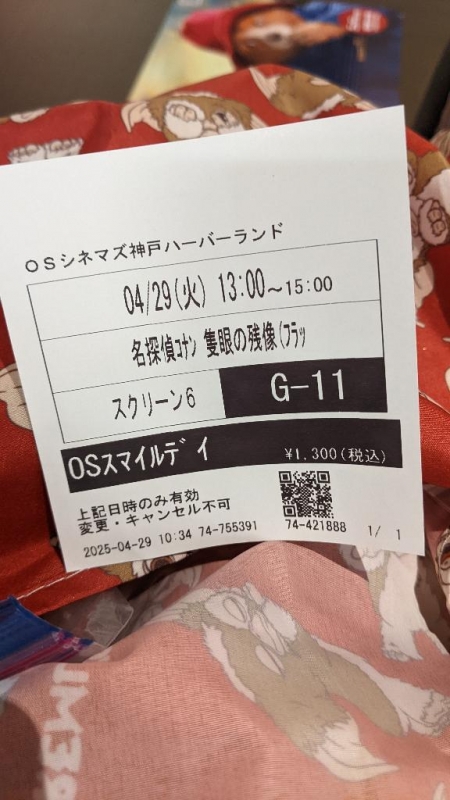 OSシネマズ神戸ハーバーランド
04/29(火) 13:00～15:00
名探偵ｺﾅﾝ 隻眼の残像(ﾌﾗｯ
スクリーン6
G-11
OSスマイルデイ
¥1,300(税込)
上記日時のみ有効
変更・キャンセル不可
2025-04-29 10:34 74-755391
74-421888
1/ 1